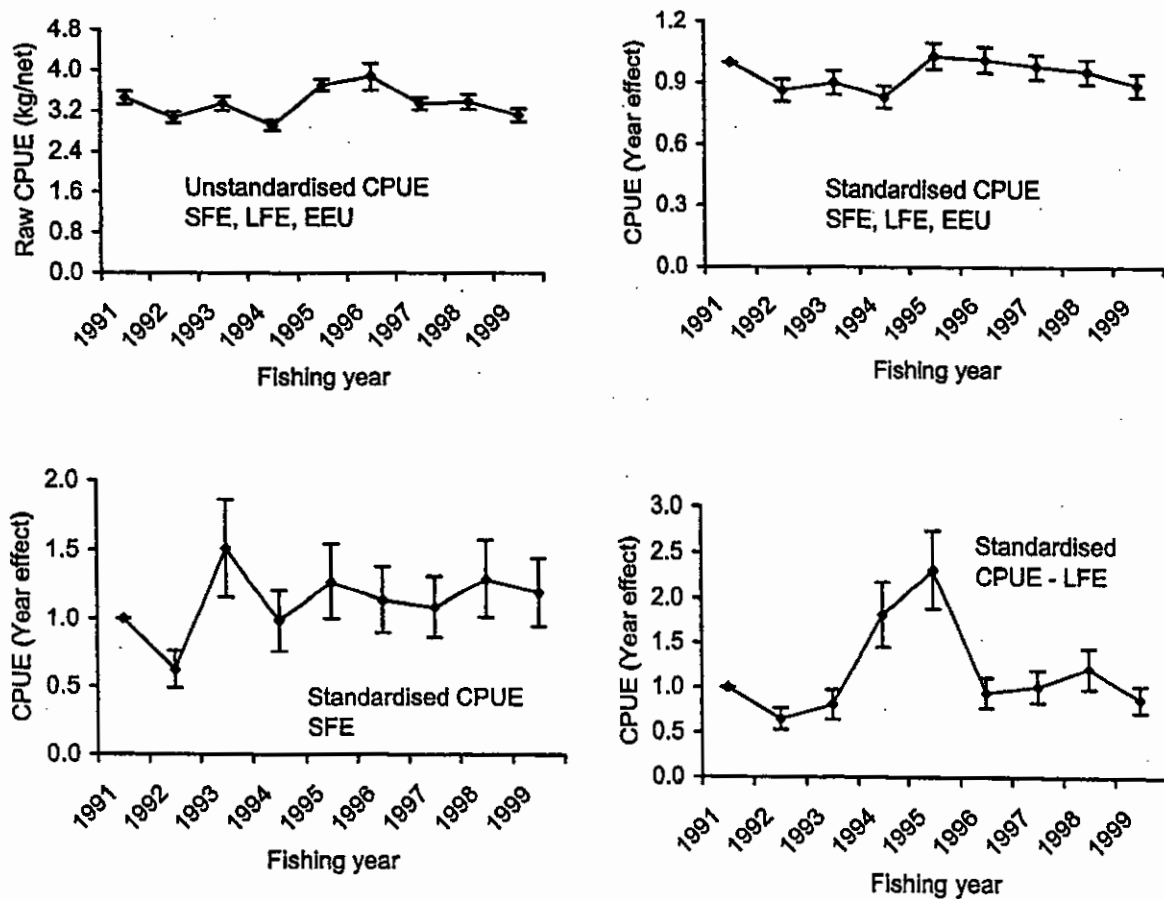 Raw CPUE (kg/net)
4.8
4.0
3.2
2.4
1.6
0.8
0.0
Unstandardised CPUE
SFE, LFE, EEU
1991 1992 1993 1994 1995 1996 1997 1998 1999
Fishing year
CPUE (Year effect)
1.2
0.9
0.6
0.3
0.0
Standardised CPUE
SFE, LFE, EEU
1991 1992 1993 1994 1995 1996 1997 1998 1999
Fishing year
CPUE (Year effect)
2.0
1.5
1.0
0.5
0.0
Standardised CPUE
SFE
1991 1992 1993 1994 1995 1996 1997 1998 1999
Fishing year
CPUE (Year effect)
3.0
2.5
2.0
1.5
1.0
0.5
0.0
Standardised
CPUE - LFE
1991 1992 1993 1994 1995 1996 1997 1998 1999
Fishing year